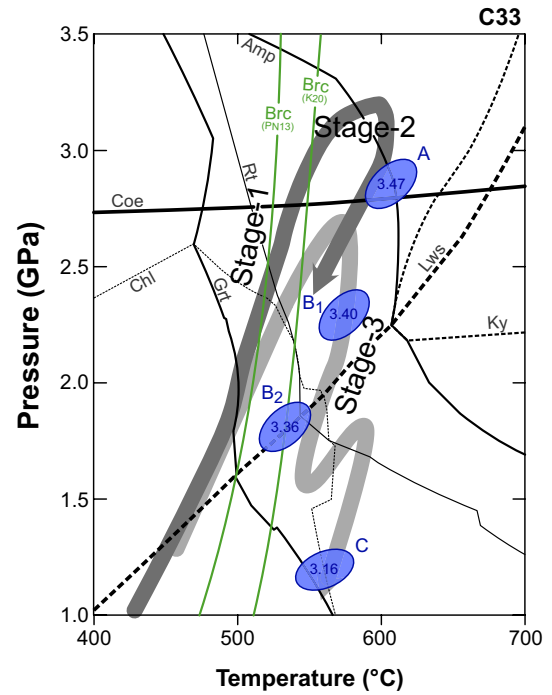 C33
3.5
3.0
2.5
2.0
1.5
1.0
Pressure (GPa)
400
500
600
700
Temperature (°C)
Amp
Brc
(PN13)
Brc
(K20)
Stage-2
A
3.47
Rt
Coe
Stage-1
Chl
Grt
B1
3.40
Lws
Ky
Stage-3
B2
3.36
C
3.16